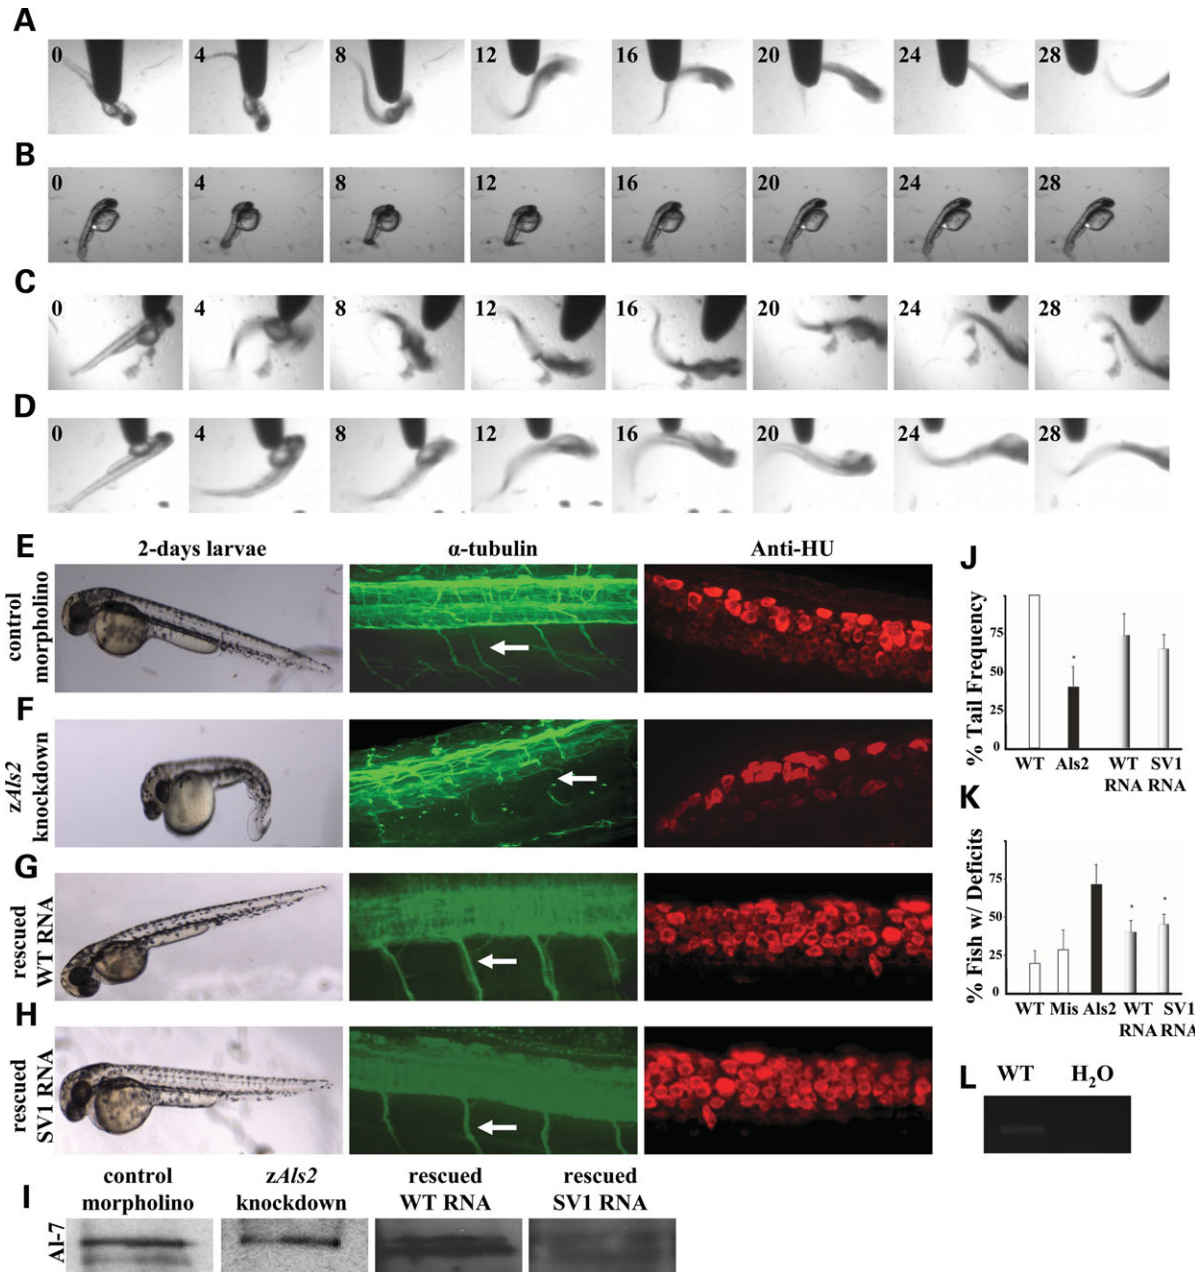 A
0 4 8 12 16 20 24 28
B
0 4 8 12 16 20 24 28
C
0 4 8 12 16 20 24 28
D
0 4 8 12 16 20 24 28
E
2-days larvae
α-tubulin
Anti-HU
control
morpholino
F
zAls2
knockdown
G
rescued
WT RNA
H
rescued
SV1 RNA
I
control
morpholino
zAls2
knockdown
rescued
WT RNA
rescued
SV1 RNA
AI-7
J
% Tail Frequency
75
50
25
0
*
WT Als2 WT SV1
RNA RNA
K
% Fish w/ Deficits
75
50
25
0
* *
WT Mis Als2 WT SV1
RNA RNA
L
WT H₂O